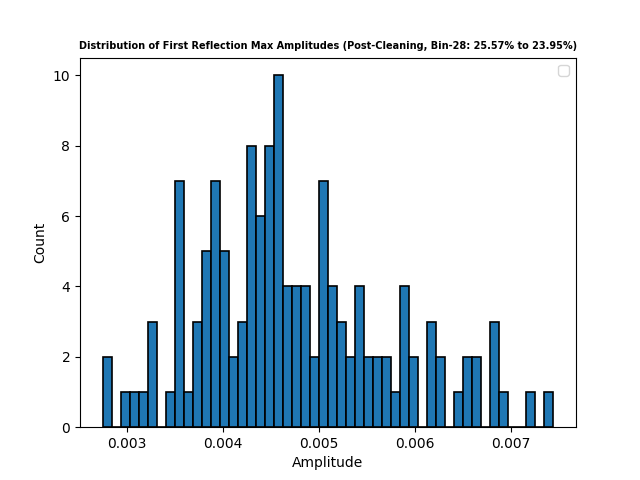 Distribution of First Reflection Max Amplitudes (Post-Cleaning, Bin-28: 25.57% to 23.95%)
10
8
6
4
2
0
Count
0.003 0.004 0.005 0.006 0.007
Amplitude